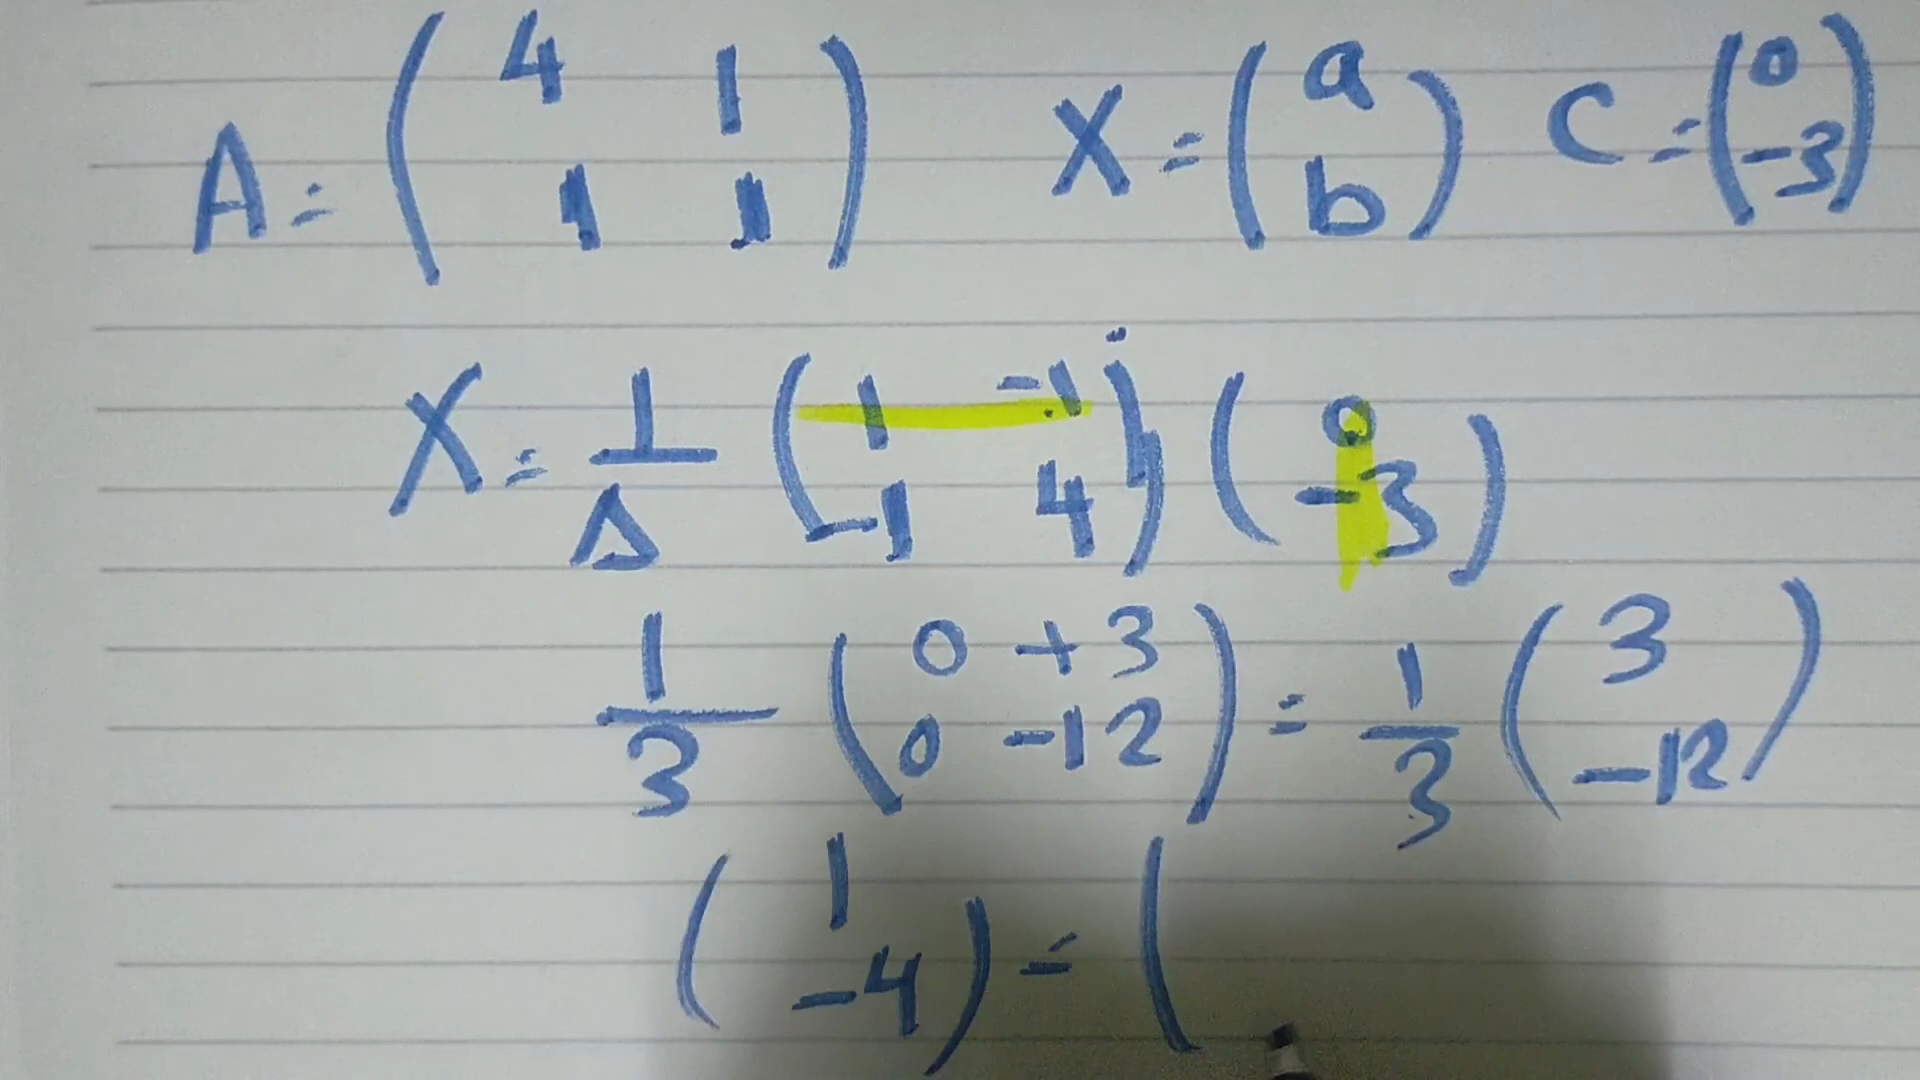 A = ( 4 1 ) X = ( a ) C = ( 0 )
( 1 1 ) ( b ) ( -3 )
X = 1/Δ ( 1 -1 ) ( 0 )
( -1 4 ) ( -3 )
1/3 ( 0 +3 ) = 1/3 ( 3 )
( 0 -12 ) ( -12 )
( 1 ) = (
( -4 )